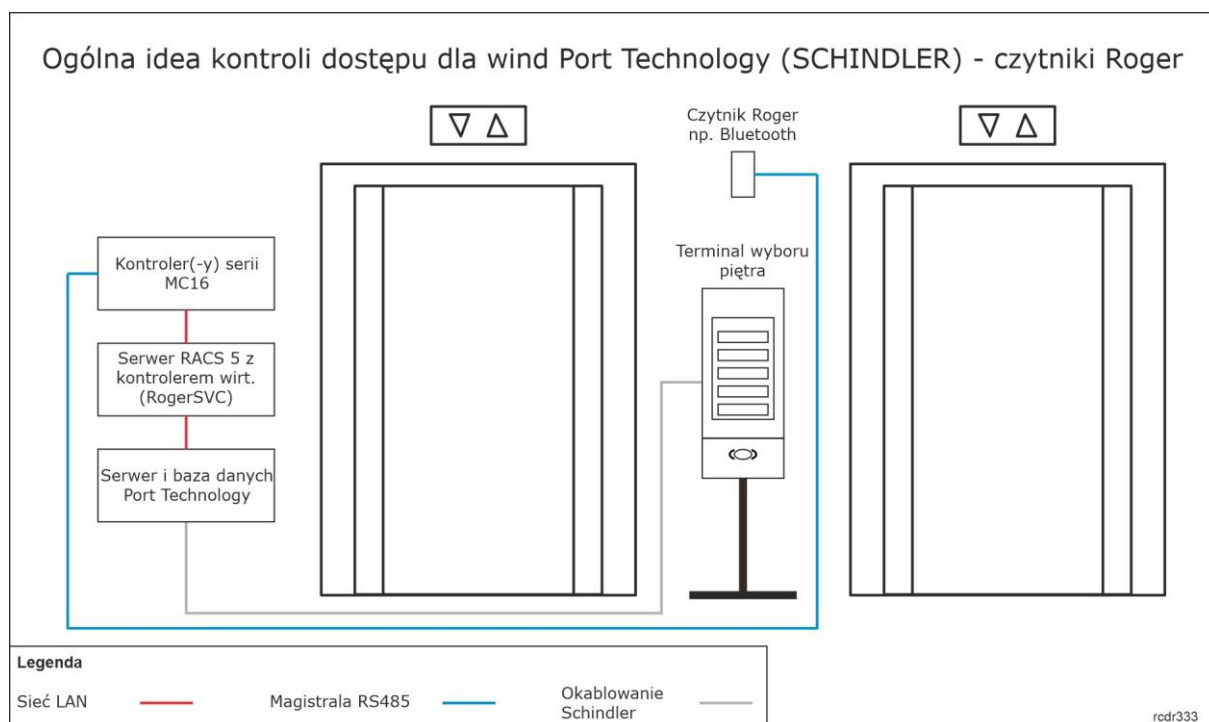 Ogólna idea kontroli dostępu dla wind Port Technology (SCHINDLER) - czytniki Roger
Czytnik Roger
np. Bluetooth
Terminal wyboru
piętra
Kontroler(-y) serii
MC16
Serwer RACS 5 z
kontrolerem wirt.
(RogerSVC)
Serwer i baza danych
Port Technology
Legenda
Sieć LAN
Magistrala RS485
Okablowanie
Schindler
rcdr333